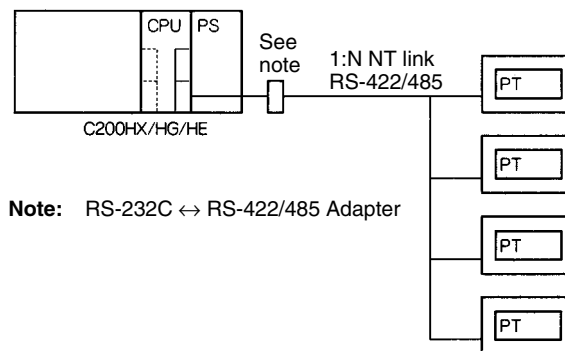 CPU PS
See
note
1:N NT link
RS-422/485
PT
C200HX/HG/HE
PT
Note: RS-232C ↔ RS-422/485 Adapter
PT
PT